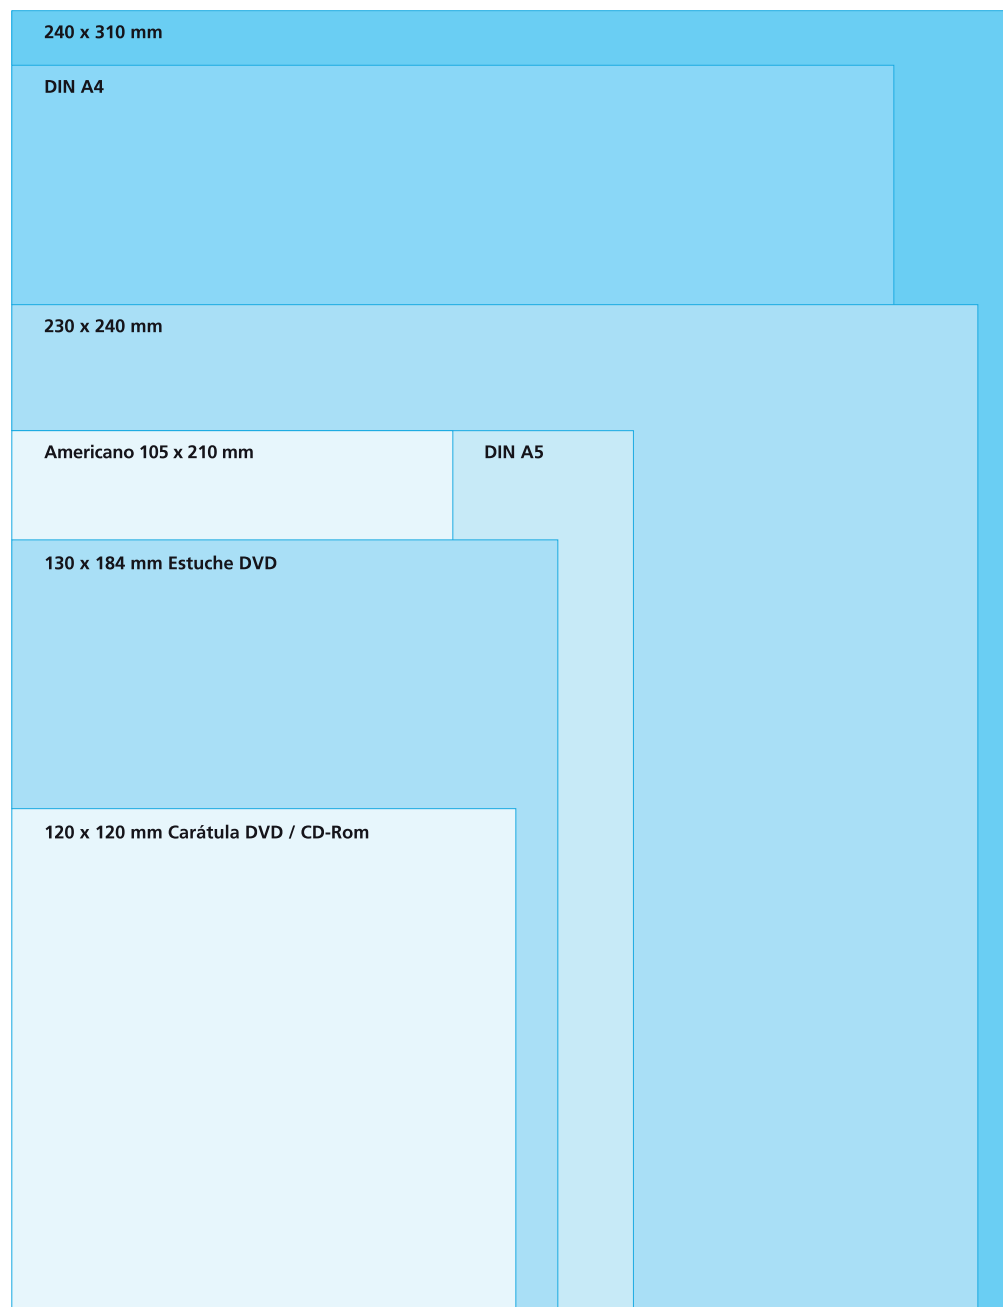 240 x 310 mm
DIN A4
230 x 240 mm
Americano 105 x 210 mm
DIN A5
130 x 184 mm Estuche DVD
120 x 120 mm Carátula DVD / CD-Rom